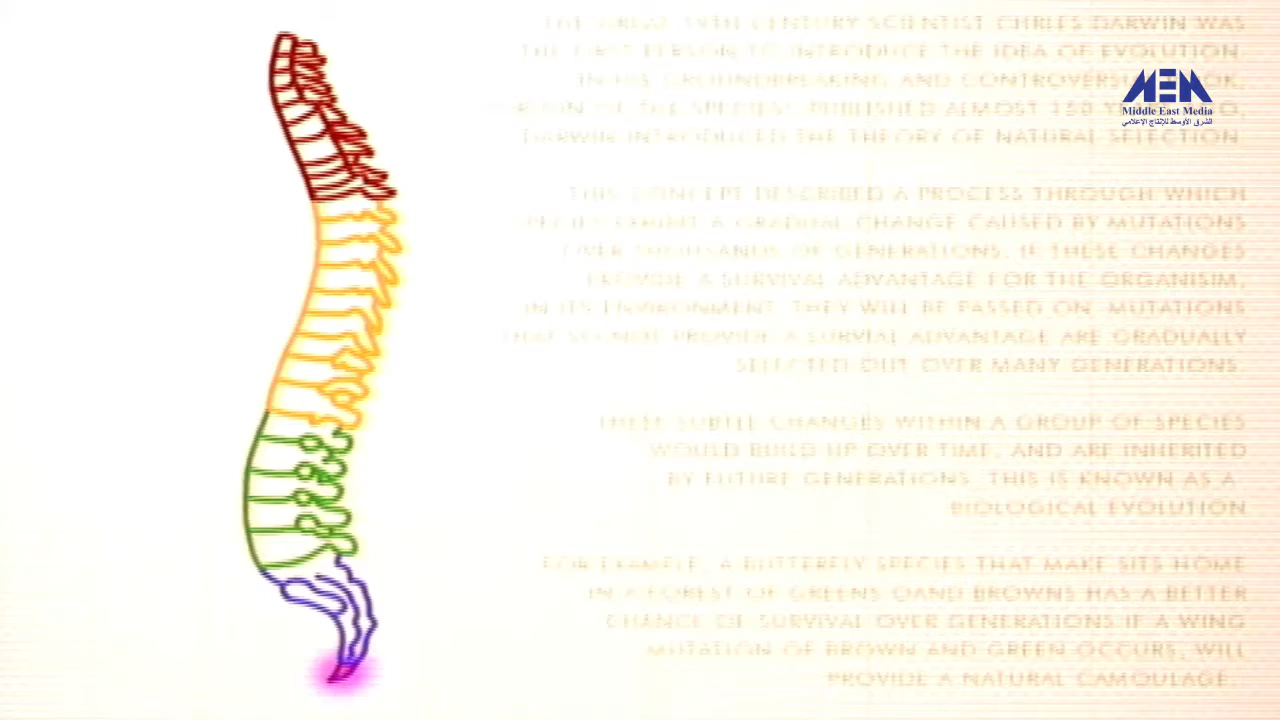 THE GREAT 19TH CENTURY SCIENTIST CHRLES DARWIN WAS
THE FIRST PERSON TO INTRODUCE THE IDEA OF EVOLUTION.
IN HIS GROUNDBREAKING AND CONTROVERSIAL BOOK,
ORIGIN OF THE SPECIES, PUBLISHED ALMOST 150 YEARS AGO,
DARWIN INTRODUCED THE THEORY OF NATURAL SELECTION.
THIS CONCEPT DESCRIBED A PROCESS THROUGH WHICH
SPECIES EXHIBIT A GRADUAL CHANGE CAUSED BY MUTATIONS
OVER THOUSANDS OF GENERATIONS. IF THESE CHANGES
PROVIDE A SURVIVAL ADVANTAGE FOR THE ORGANISIM,
IN ITS ENVIRONMENT, THEY WILL BE PASSED ON. MUTATIONS
THAT PROVIDE A SURVIAL ADVANTAGE ARE GRADUALLY
SELECTED OUT OVER MANY GENERATIONS.
THESE SUBTLE CHANGES WITHIN A GROUP OF SPECIES
WOULD BUILD UP OVER TIME, AND ARE INHERITED
BY FUTURE GENERATIONS. THIS IS KNOWN AS A
BIOLOGICAL EVOLUTION
FOR EXAMPLE, A BUTTERFLY SPECIES THAT MAKE SITS HOME
IN A FOREST OF GREENS OAND BROWNS HAS A BETTER
CHANCE OF SURVIVAL OVER GENERATIONS IF A WING
MUTATION OF BROWN AND GREEN OCCURS, WILL
PROVIDE A NATURAL CAMOULAGE.
MEM
Middle East Media
الشرق الأوسط للإنتاج الإعلامي